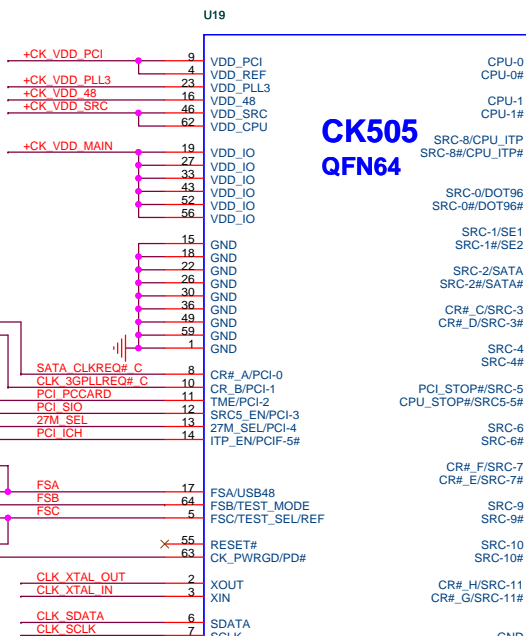 U19
+CK_VDD_PCI 9 VDD_PCI CPU-0
4 VDD_REF CPU-0#
+CK_VDD_PLL3 23 VDD_PLL3
+CK_VDD_48 16 VDD_48 CPU-1
+CK_VDD_SRC 46 VDD_SRC CPU-1#
62 VDD_CPU
CK505
QFN64
SRC-8/CPU_ITP
SRC-8#/CPU_ITP#
+CK_VDD_MAIN 19 VDD_IO
27 VDD_IO
33 VDD_IO
43 VDD_IO SRC-0/DOT96
52 VDD_IO SRC-0#/DOT96#
56 VDD_IO
SRC-1/SE1
15 GND SRC-1#/SE2
18 GND
22 GND SRC-2/SATA
26 GND SRC-2#/SATA#
30 GND
36 GND CR#_C/SRC-3
49 GND CR#_D/SRC-3#
59 GND
1 GND SRC-4
SRC-4#
SATA_CLKREQ#_C 8 CR#_A/PCI-0
CLK_3GPLLREQ#_C 10 CR_B/PCI-1 PCI_STOP#/SRC-5
PCI_PCCARD 11 TME/PCI-2 CPU_STOP#/SRC5-5#
PCI_SIO 12 SRC5_EN/PCI-3
27M_SEL 13 27M_SEL/PCI-4 SRC-6
PCI_ICH 14 ITP_EN/PCIF-5# SRC-6#
CR#_F/SRC-7
CR#_E/SRC-7#
FSA 17 FSA/USB48
FSB 64 FSB/TEST_MODE SRC-9
FSC 5 FSC/TEST_SEL/REF SRC-9#
55 RESET# SRC-10
63 CK_PWRGD/PD# SRC-10#
CLK_XTAL_OUT 2 XOUT CR#_H/SRC-11
CLK_XTAL_IN 3 XIN CR#_G/SRC-11#
CLK_SDATA 6 SDATA
CLK_SCLK 7 SCLK GND